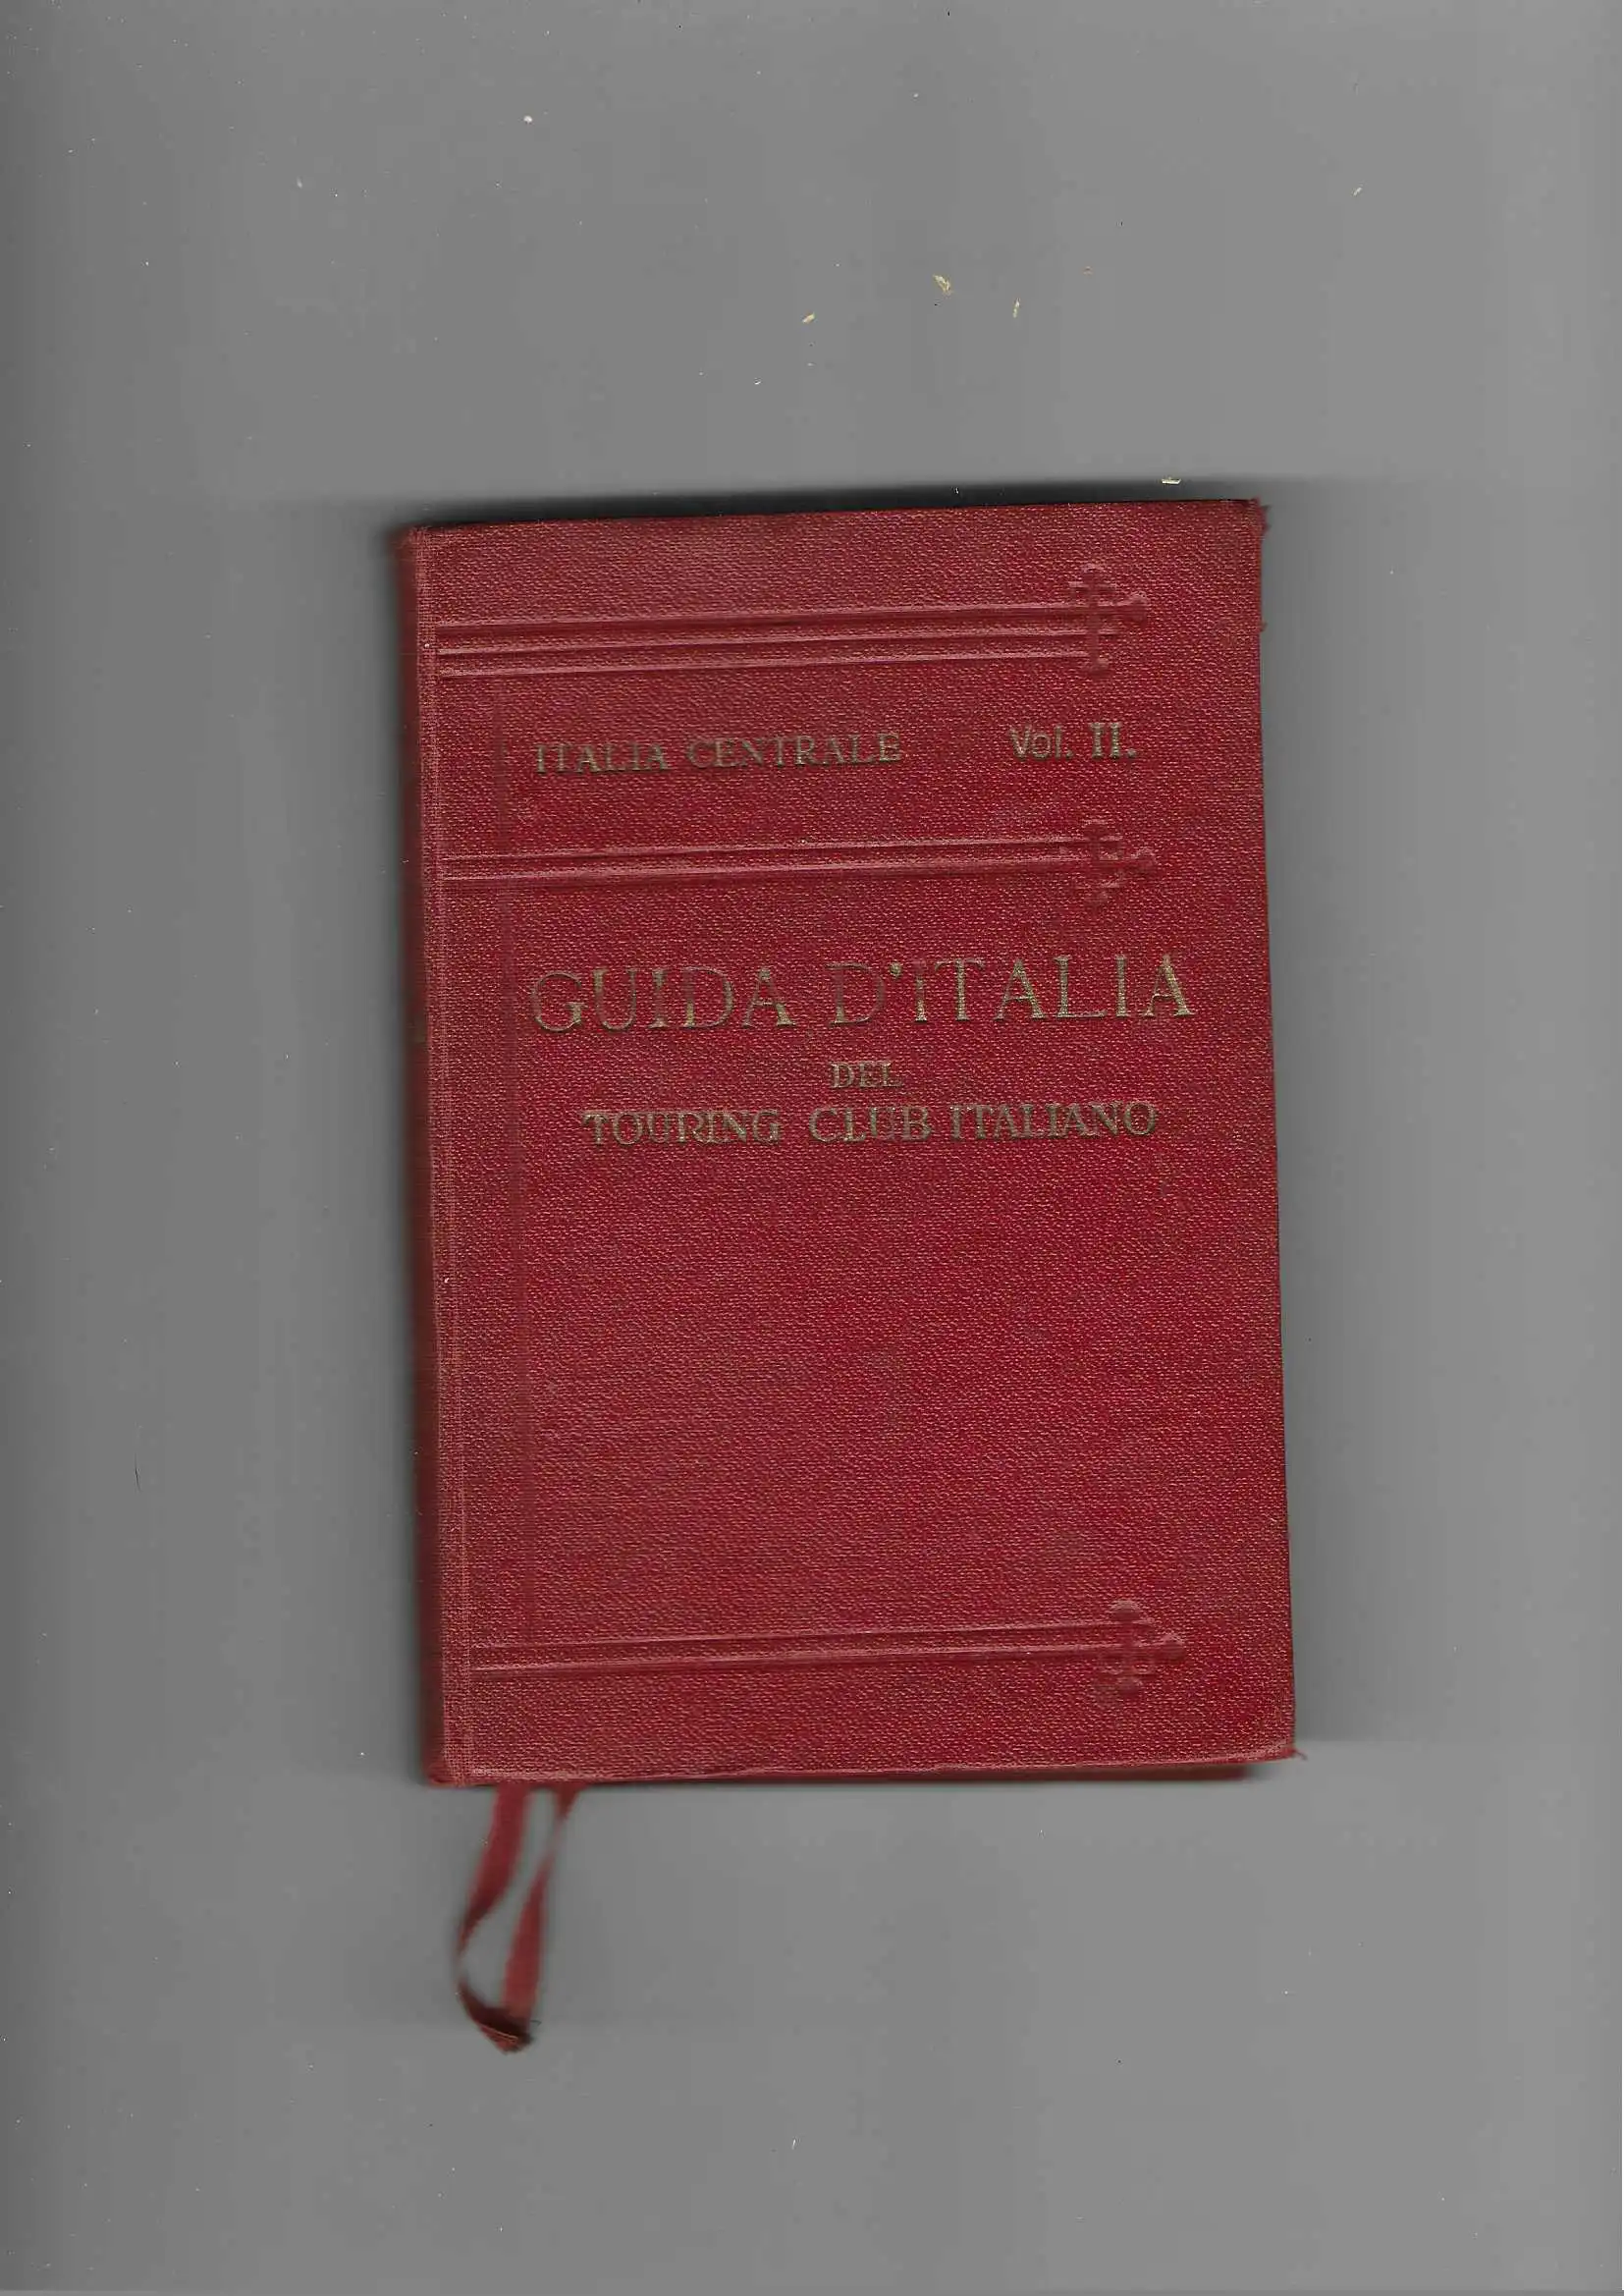 ITALIA CENTRALE Vol. II.
GUIDA D'ITALIA
DEL
TOURING CLUB ITALIANO